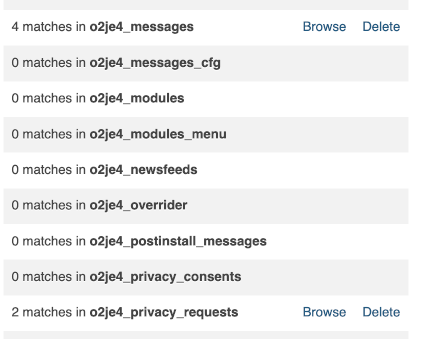 4 matches in o2je4_messages Browse Delete
0 matches in o2je4_messages_cfg
0 matches in o2je4_modules
0 matches in o2je4_modules_menu
0 matches in o2je4_newsfeeds
0 matches in o2je4_overrider
0 matches in o2je4_postinstall_messages
0 matches in o2je4_privacy_consents
2 matches in o2je4_privacy_requests Browse Delete